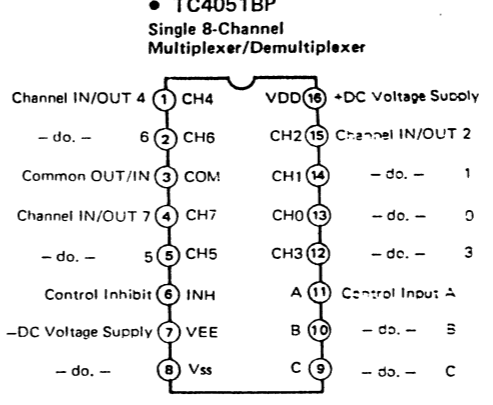 • TC4051BP
Single 8-Channel
Multiplexer/Demultiplexer
Channel IN/OUT 4 1 CH4 VDD 16 +DC Voltage Supply
– do. – 6 2 CH6 CH2 15 Channel IN/OUT 2
Common OUT/IN 3 COM CH1 14 – do. – 1
Channel IN/OUT 7 4 CH7 CH0 13 – do. – 0
– do. – 5 5 CH5 CH3 12 – do. – 3
Control Inhibit 6 INH A 11 Control Input A
–DC Voltage Supply 7 VEE B 10 – do. – B
– do. – 8 Vss C 9 – do. – C